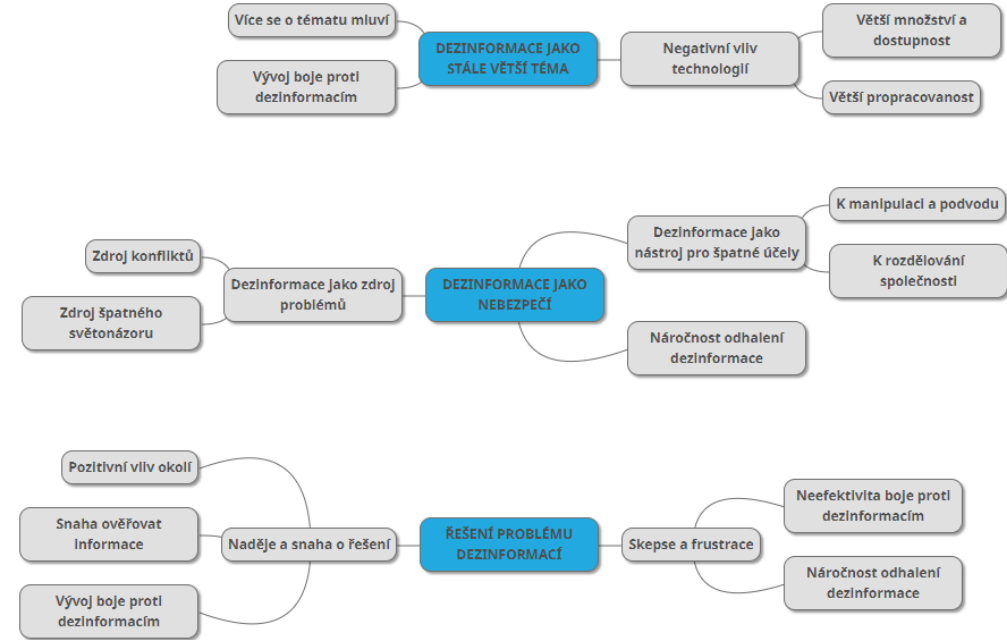 Více se o tématu mluví
Vývoj boje proti
dezinformacím
DEZINFORMACE JAKO
STÁLE VĚTŠÍ TÉMA
Negativní vliv
technologií
Větší množství a
dostupnost
Větší propracovanost
Zdroj konfliktů
Zdroj špatného
světonázoru
Dezinformace jako zdroj
problémů
DEZINFORMACE JAKO
NEBEZPEČÍ
Dezinformace jako
nástroj pro špatné účely
K manipulaci a podvodu
K rozdělování
společnosti
Náročnost odhalení
dezinformace
Pozitivní vliv okolí
Snaha ověřovat
informace
Vývoj boje proti
dezinformacím
Naděje a snaha o řešení
ŘEŠENÍ PROBLÉMU
DEZINFORMACÍ
Skepse a frustrace
Neefektivita boje proti
dezinformacím
Náročnost odhalení
dezinformace